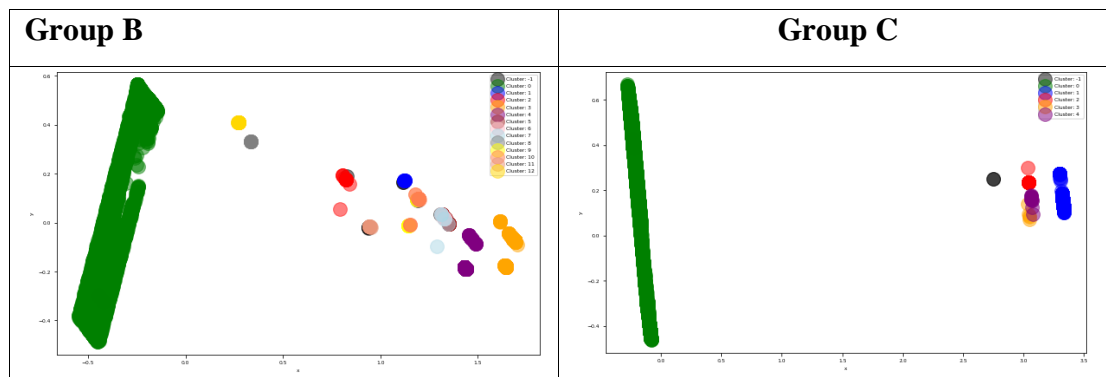 Group B
Group C
Cluster: -1
Cluster: 0
Cluster: 1
Cluster: 2
Cluster: 3
Cluster: 4
Cluster: 5
Cluster: 6
Cluster: 7
Cluster: 8
Cluster: 9
Cluster: 10
Cluster: 11
Cluster: 12
0.6
0.4
0.2
0.0
−0.2
−0.4
y
−0.5
0.0
0.5
1.0
1.5
x
Cluster: -1
Cluster: 0
Cluster: 1
Cluster: 2
Cluster: 3
Cluster: 4
0.6
0.4
0.2
0.0
−0.2
−0.4
y
0.0
0.5
1.0
1.5
2.0
2.5
3.0
3.5
x